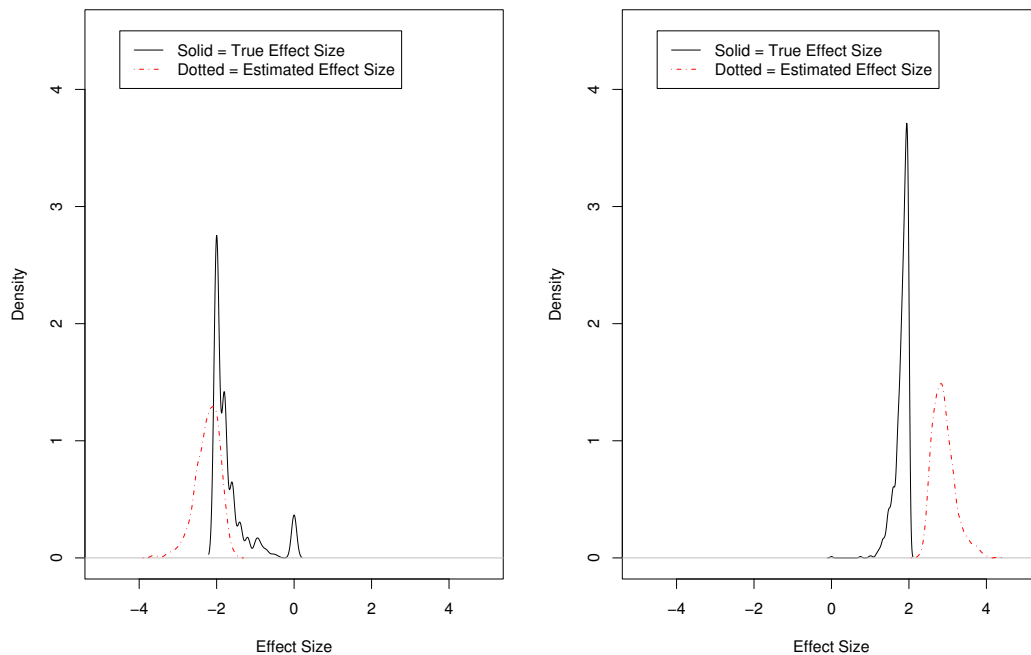 Solid = True Effect Size
Dotted = Estimated Effect Size
4
3
2
1
0
Density
−4
−2
0
2
4
Effect Size
Solid = True Effect Size
Dotted = Estimated Effect Size
4
3
2
1
0
Density
−4
−2
0
2
4
Effect Size